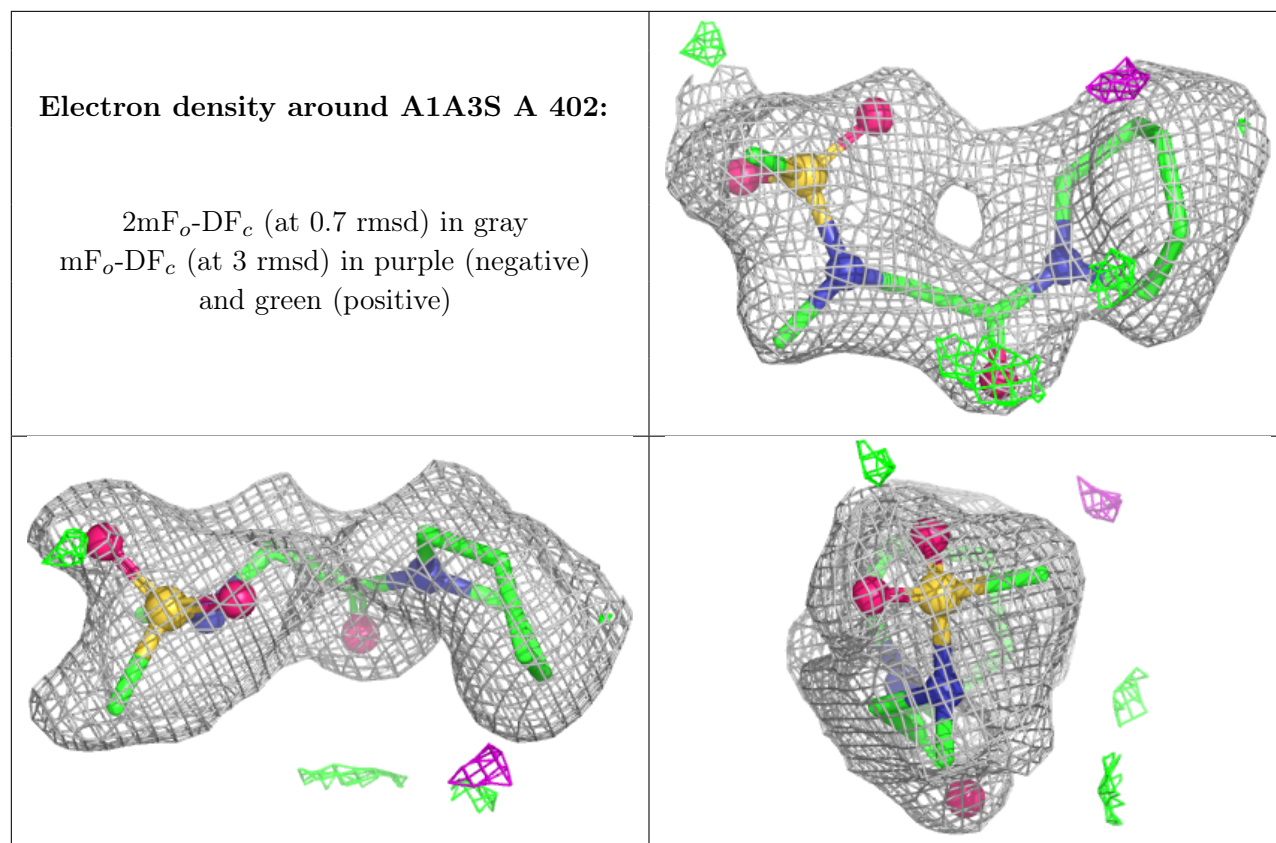 Electron density around A1A3S A 402:
2mFo-DFc (at 0.7 rmsd) in gray
mFo-DFc (at 3 rmsd) in purple (negative)
and green (positive)